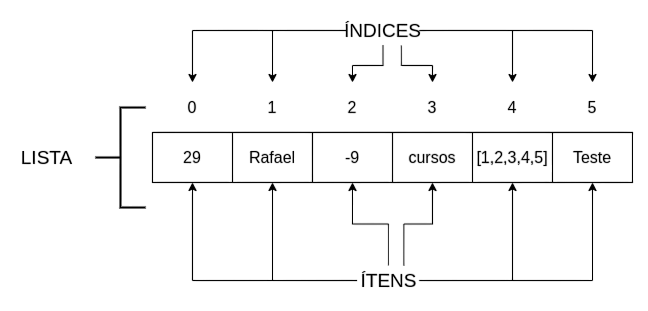 ÍNDICES
0 1 2 3 4 5
LISTA
29 Rafael -9 cursos [1,2,3,4,5] Teste
ÍTENS